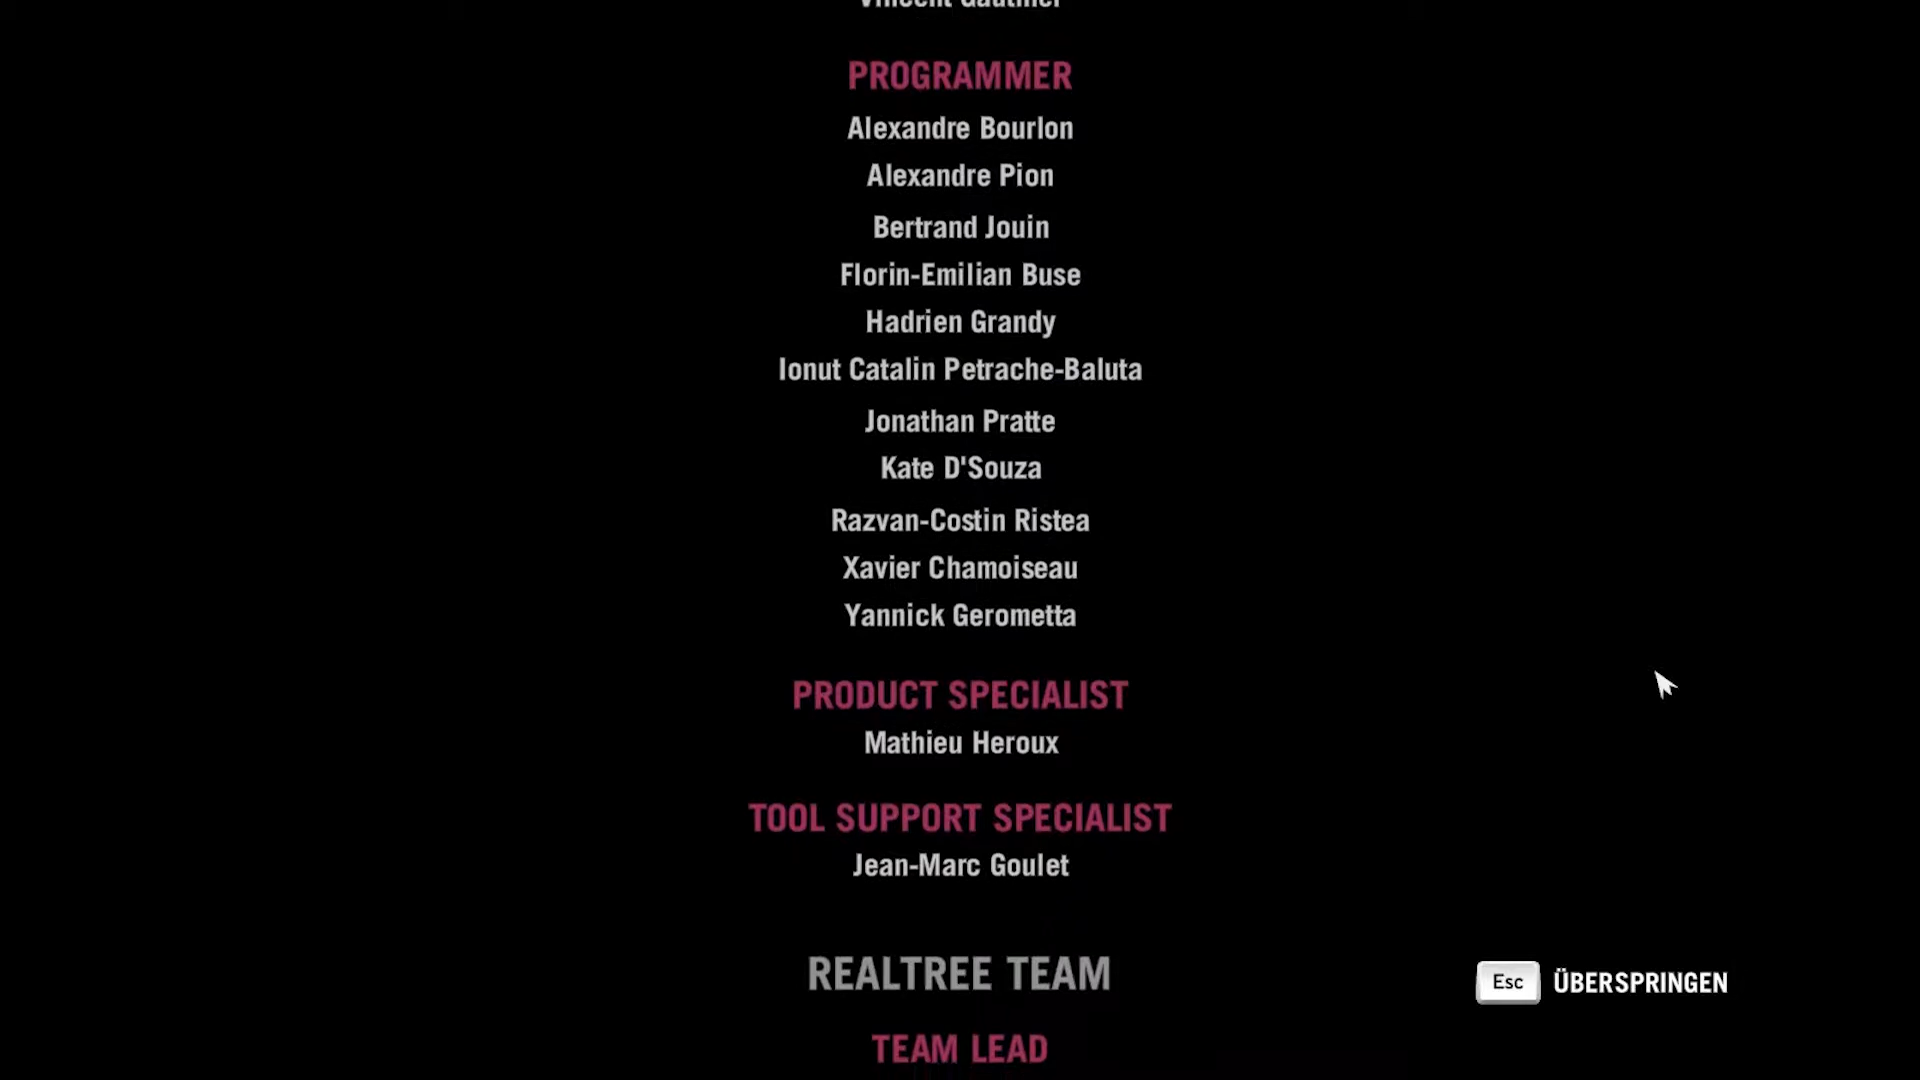 Vincent Gauthier
PROGRAMMER
Alexandre Bourlon
Alexandre Pion
Bertrand Jouin
Florin-Emilian Buse
Hadrien Grandy
Ionut Catalin Petrache-Baluta
Jonathan Pratte
Kate D'Souza
Razvan-Costin Ristea
Xavier Chamoiseau
Yannick Gerometta
PRODUCT SPECIALIST
Mathieu Heroux
TOOL SUPPORT SPECIALIST
Jean-Marc Goulet
REALTREE TEAM
Esc ÜBERSPRINGEN
TEAM LEAD